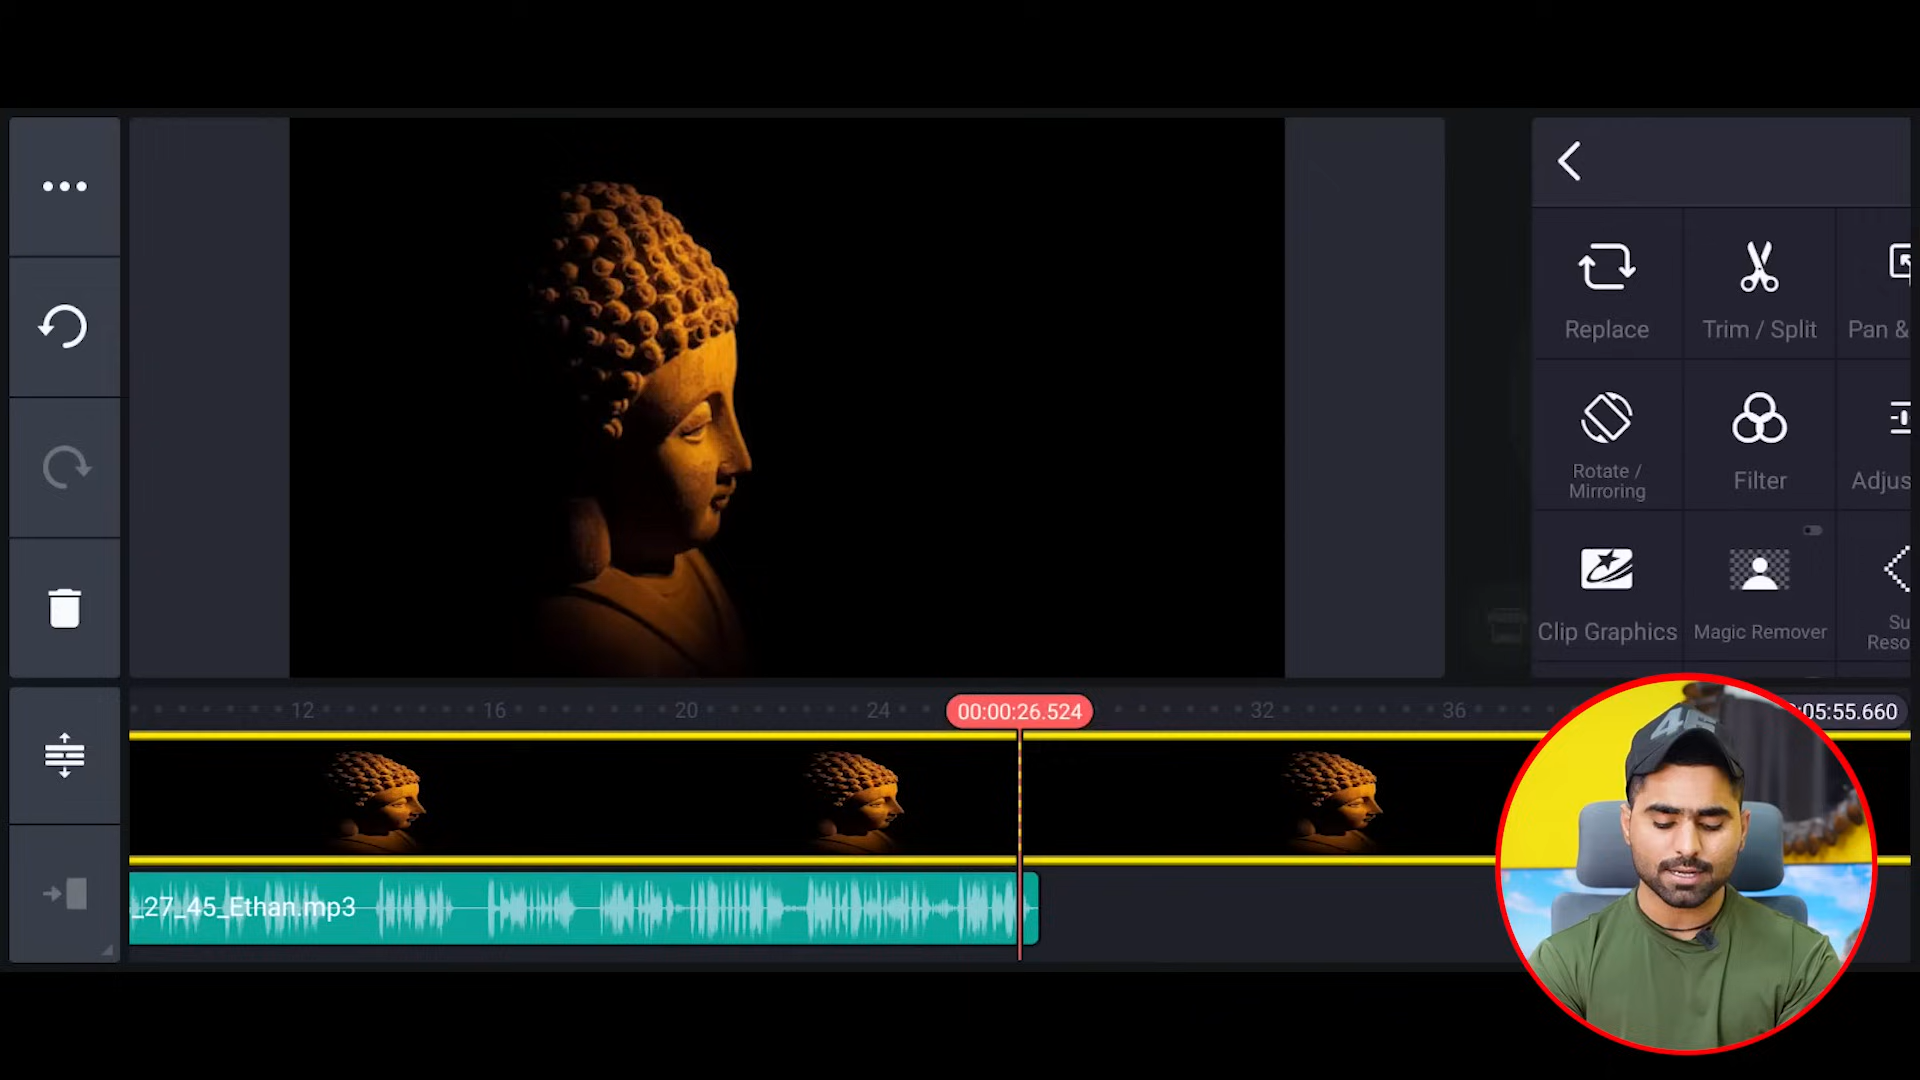 Replace
Trim / Split
Pan &
Rotate /
Mirroring
Filter
Adjus
Clip Graphics
Magic Remover
Su
Reso
12
16
20
24
00:00:26.524
32
36
:05:55.660
_27_45_Ethan.mp3